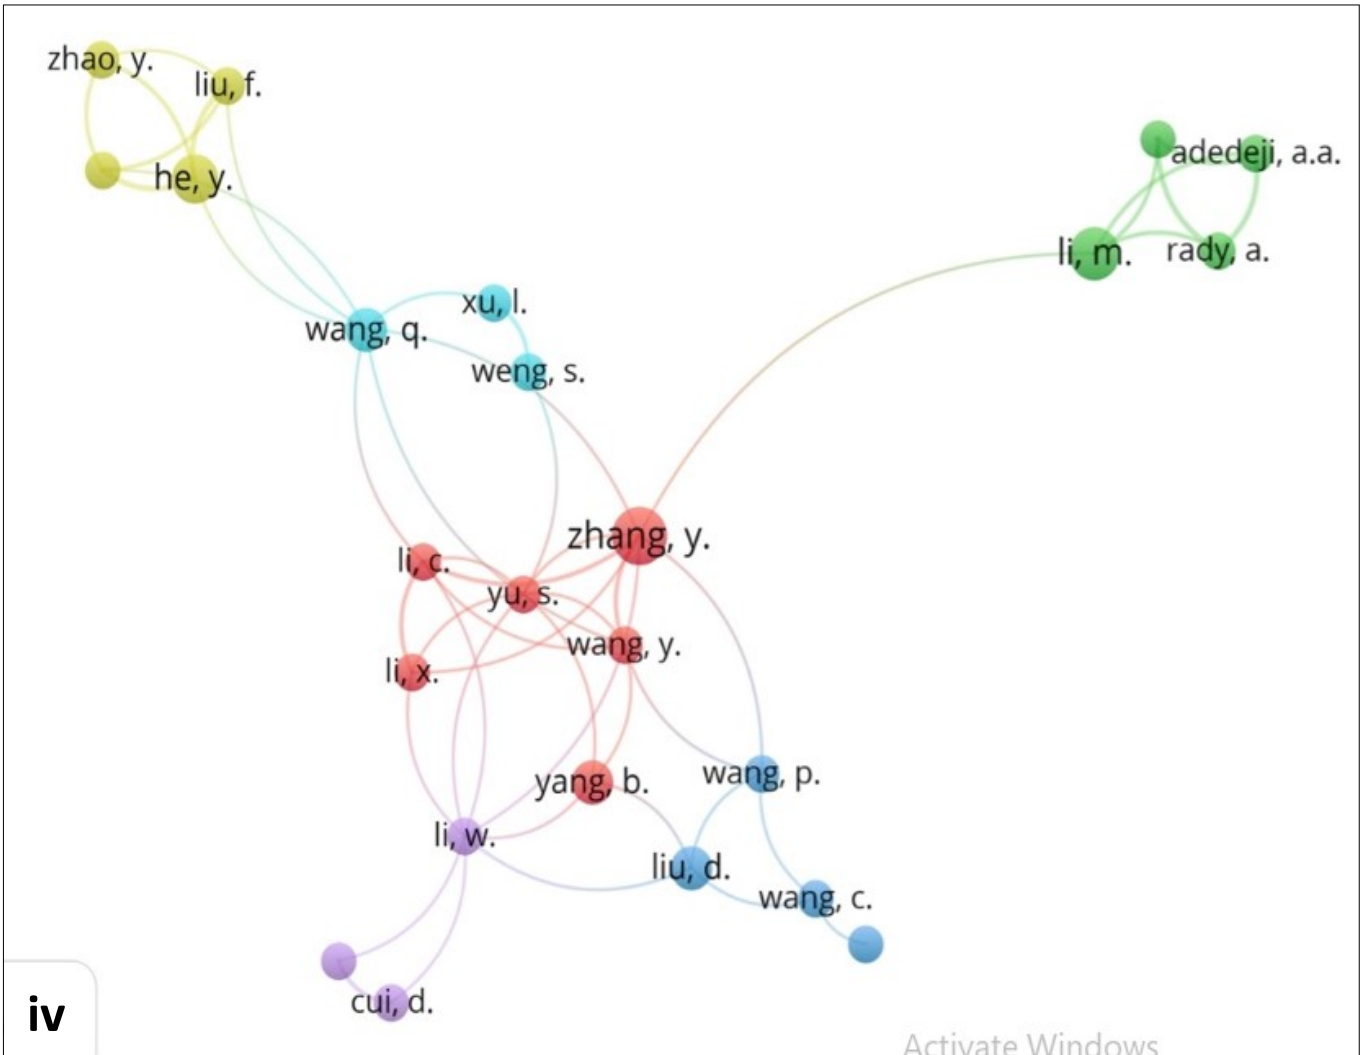 zhao, y.
liu, f.
he, y.
adedeji, a.a.
li, m.
rady, a.
xu, l.
wang, q.
weng, s.
zhang, y.
li, c.
yu, s.
wang, y.
li, x.
yang, b.
wang, p.
li, w.
liu, d.
wang, c.
cui, d.
iv
Activate Windows